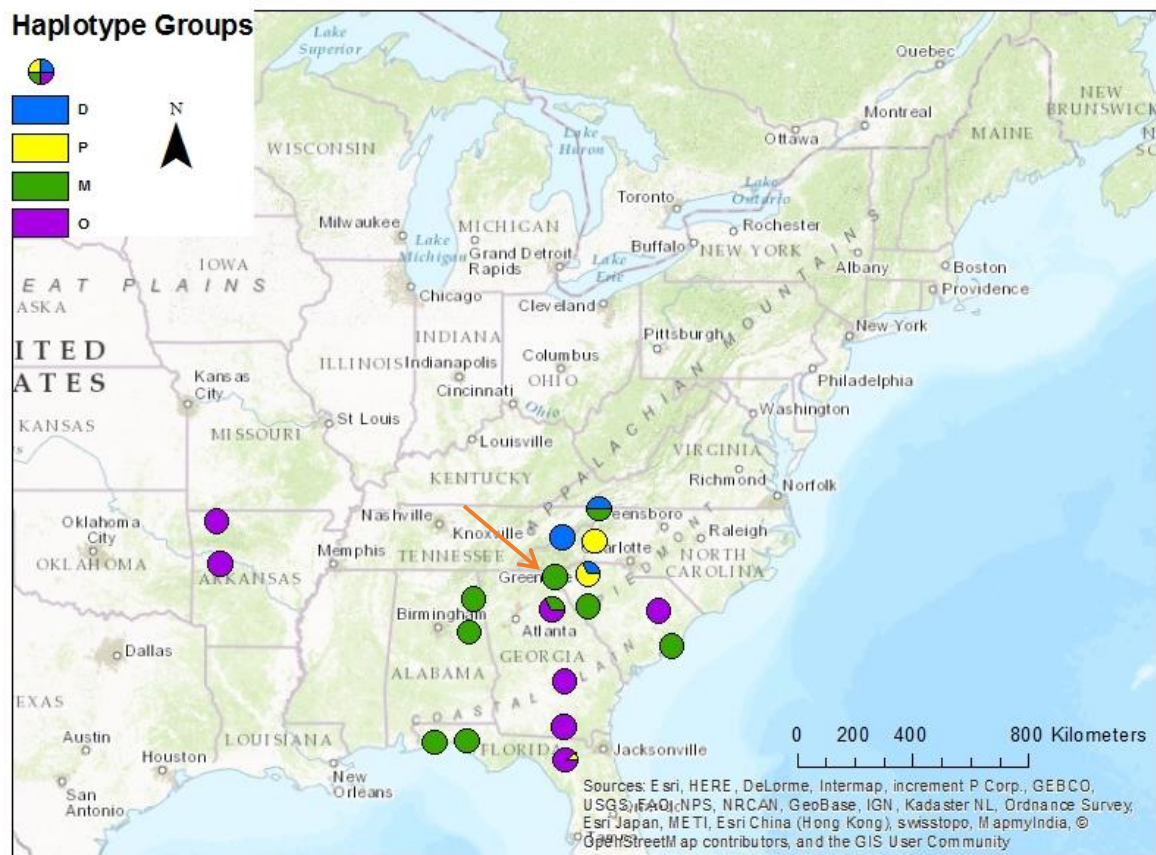 Haplotype Groups
D
P
M
O
N
Lake
Superior
Quebec
NEW
BRUNSWICK
Montreal
MAINE
Ottawa
WISCONSIN
Lake
Huron
Toronto
Lake
Ontario
Milwaukee
MICHIGAN
Rochester
Buffalo
NEW YORK
Lake
Michigan
Grand
Rapids
Detroit
Lake
Erie
Albany
Boston
IOWA
EAT PLAINS
Chicago
Cleveland
Providence
ASKA
INDIANA
Pittsburgh
New York
ITED
ILLINOIS
Indianapolis
Columbus
OHIO
Philadelphia
ATES
Kansas
City
Cincinnati
Washington
KANSAS
St Louis
Ohio
APPALACHIAN MOUNTAINS
MISSOURI
Louisville
VIRGINIA
KENTUCKY
Richmond
Norfolk
Oklahoma
City
Nashville
Knoxville
eensboro
Raleigh
OKLAHOMA
Memphis
TENNESSEE
Charlotte
NORTH
CAROLINA
ARKANSAS
PIEDMONT
Birmingham
Atlanta
Dallas
GEORGIA
ALABAMA
COASTAL PLAIN
EXAS
LOUISIANA
Austin
Houston
FLORIDA
Jacksonville
0 200 400 800 Kilometers
New
Orleans
San
Antonio
Sources: Esri, HERE, DeLorme, Intermap, increment P Corp., GEBCO,
USGS, FAO, NPS, NRCAN, GeoBase, IGN, Kadaster NL, Ordnance Survey,
Esri Japan, METI, Esri China (Hong Kong), swisstopo, MapmyIndia, ©
OpenStreetMap contributors, and the GIS User Community